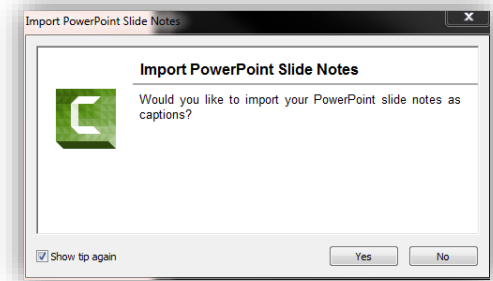 Import PowerPoint Slide Notes
x
Import PowerPoint Slide Notes
Would you like to import your PowerPoint slide notes as
captions?
Show tip again
Yes
No